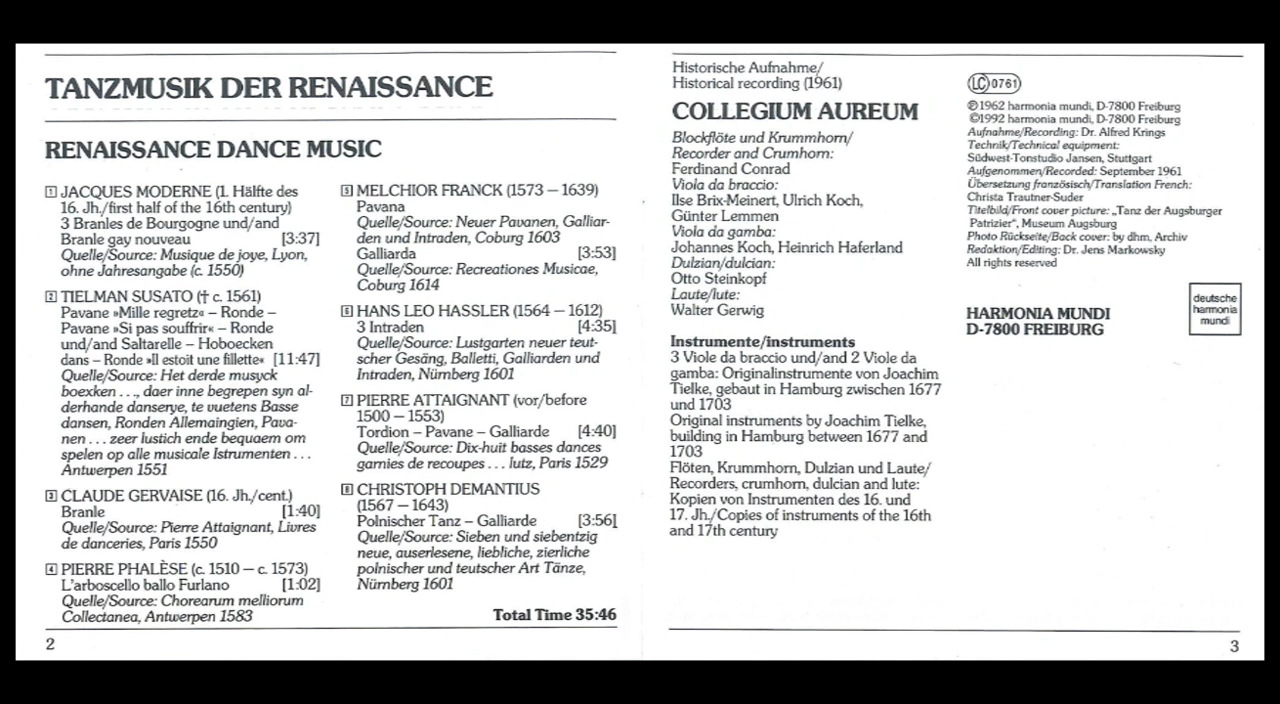 TANZMUSIK DER RENAISSANCE
RENAISSANCE DANCE MUSIC
1 JACQUES MODERNE (1. Hälfte des
16. Jh./first half of the 16th century)
3 Branles de Bourgogne und/and
Branle gay nouveau [3:37]
Quelle/Source: Musique de joye, Lyon,
ohne Jahresangabe (c. 1550)
2 TIELMAN SUSATO († c. 1561)
Pavane »Mille regretz« – Ronde –
Pavane »Si pas souffrir« – Ronde
und/and Saltarelle – Hoboecken
dans – Ronde »Il estoit une fillette« [11:47]
Quelle/Source: Het derde musyck
boexken . . ., daer inne begrepen syn al-
derhande danserye, te vuetens Basse
dansen, Ronden Allemaingien, Pava-
nen . . . zeer lustich ende bequaem om
spelen op alle musicale Istrumenten . . .
Antwerpen 1551
3 CLAUDE GERVAISE (16. Jh./cent.)
Branle [1:40]
Quelle/Source: Pierre Attaignant, Livres
de danceries, Paris 1550
4 PIERRE PHALÈSE (c. 1510 – c. 1573)
L'arboscello ballo Furlano [1:02]
Quelle/Source: Chorearum melliorum
Collectanea, Antwerpen 1583
5 MELCHIOR FRANCK (1573 – 1639)
Pavana
Quelle/Source: Neuer Pavanen, Galliar-
den und Intraden, Coburg 1603
Galliarda [3:53]
Quelle/Source: Recreationes Musicae,
Coburg 1614
6 HANS LEO HASSLER (1564 – 1612)
3 Intraden [4:35]
Quelle/Source: Lustgarten neuer teut-
scher Gesäng, Balletti, Galliarden und
Intraden, Nürnberg 1601
7 PIERRE ATTAIGNANT (vor/before
1500 – 1553)
Tordion – Pavane – Galliarde [4:40]
Quelle/Source: Dix-huit basses dances
garnies de recoupes . . . lutz, Paris 1529
8 CHRISTOPH DEMANTIUS
(1567 – 1643)
Polnischer Tanz – Galliarde [3:56]
Quelle/Source: Sieben und siebentzig
neue, auserlesene, liebliche, zierliche
polnischer und teutscher Art Tänze,
Nürnberg 1601
Total Time 35:46
2
Historische Aufnahme/
Historical recording (1961)
COLLEGIUM AUREUM
Blockflöte und Krummhorn/
Recorder and Crumhorn:
Ferdinand Conrad
Viola da braccio:
Ilse Brix-Meinert, Ulrich Koch,
Günter Lemmen
Viola da gamba:
Johannes Koch, Heinrich Haferland
Dulzian/dulcian:
Otto Steinkopf
Laute/lute:
Walter Gerwig
Instrumente/instruments
3 Viole da braccio und/and 2 Viole da
gamba: Originalinstrumente von Joachim
Tielke, gebaut in Hamburg zwischen 1677
und 1703
Original instruments by Joachim Tielke,
building in Hamburg between 1677 and
1703
Flöten, Krummhorn, Dulzian und Laute/
Recorders, crumhorn, dulcian and lute:
Kopien von Instrumenten des 16. und
17. Jh./Copies of instruments of the 16th
and 17th century
LC 0761
℗1962 harmonia mundi, D-7800 Freiburg
©1992 harmonia mundi, D-7800 Freiburg
Aufnahme/Recording: Dr. Alfred Krings
Technik/Technical equipment:
Südwest-Tonstudio Jansen, Stuttgart
Aufgenommen/Recorded: September 1961
Übersetzung französisch/Translation French:
Christa Trautner-Suder
Titelbild/Front cover picture: „Tanz der Augsburger
Patrizier“, Museum Augsburg
Photo Rückseite/Back cover: by dhm, Archiv
Redaktion/Editing: Dr. Jens Markowsky
All rights reserved
HARMONIA MUNDI
D-7800 FREIBURG
deutsche
harmonia
mundi
3